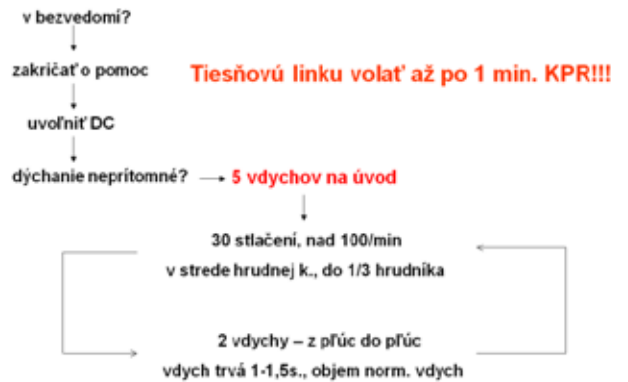 v bezvedomí?
zakričať o pomoc
Tiesňovú linku volať až po 1 min. KPR!!!
uvoľniť DC
dýchanie neprítomné?
5 vdychov na úvod
30 stlačení, nad 100/min
v strede hrudnej k., do 1/3 hrudníka
2 vdychy – z pľúc do pľúc
vdych trvá 1-1,5s., objem norm. vdych